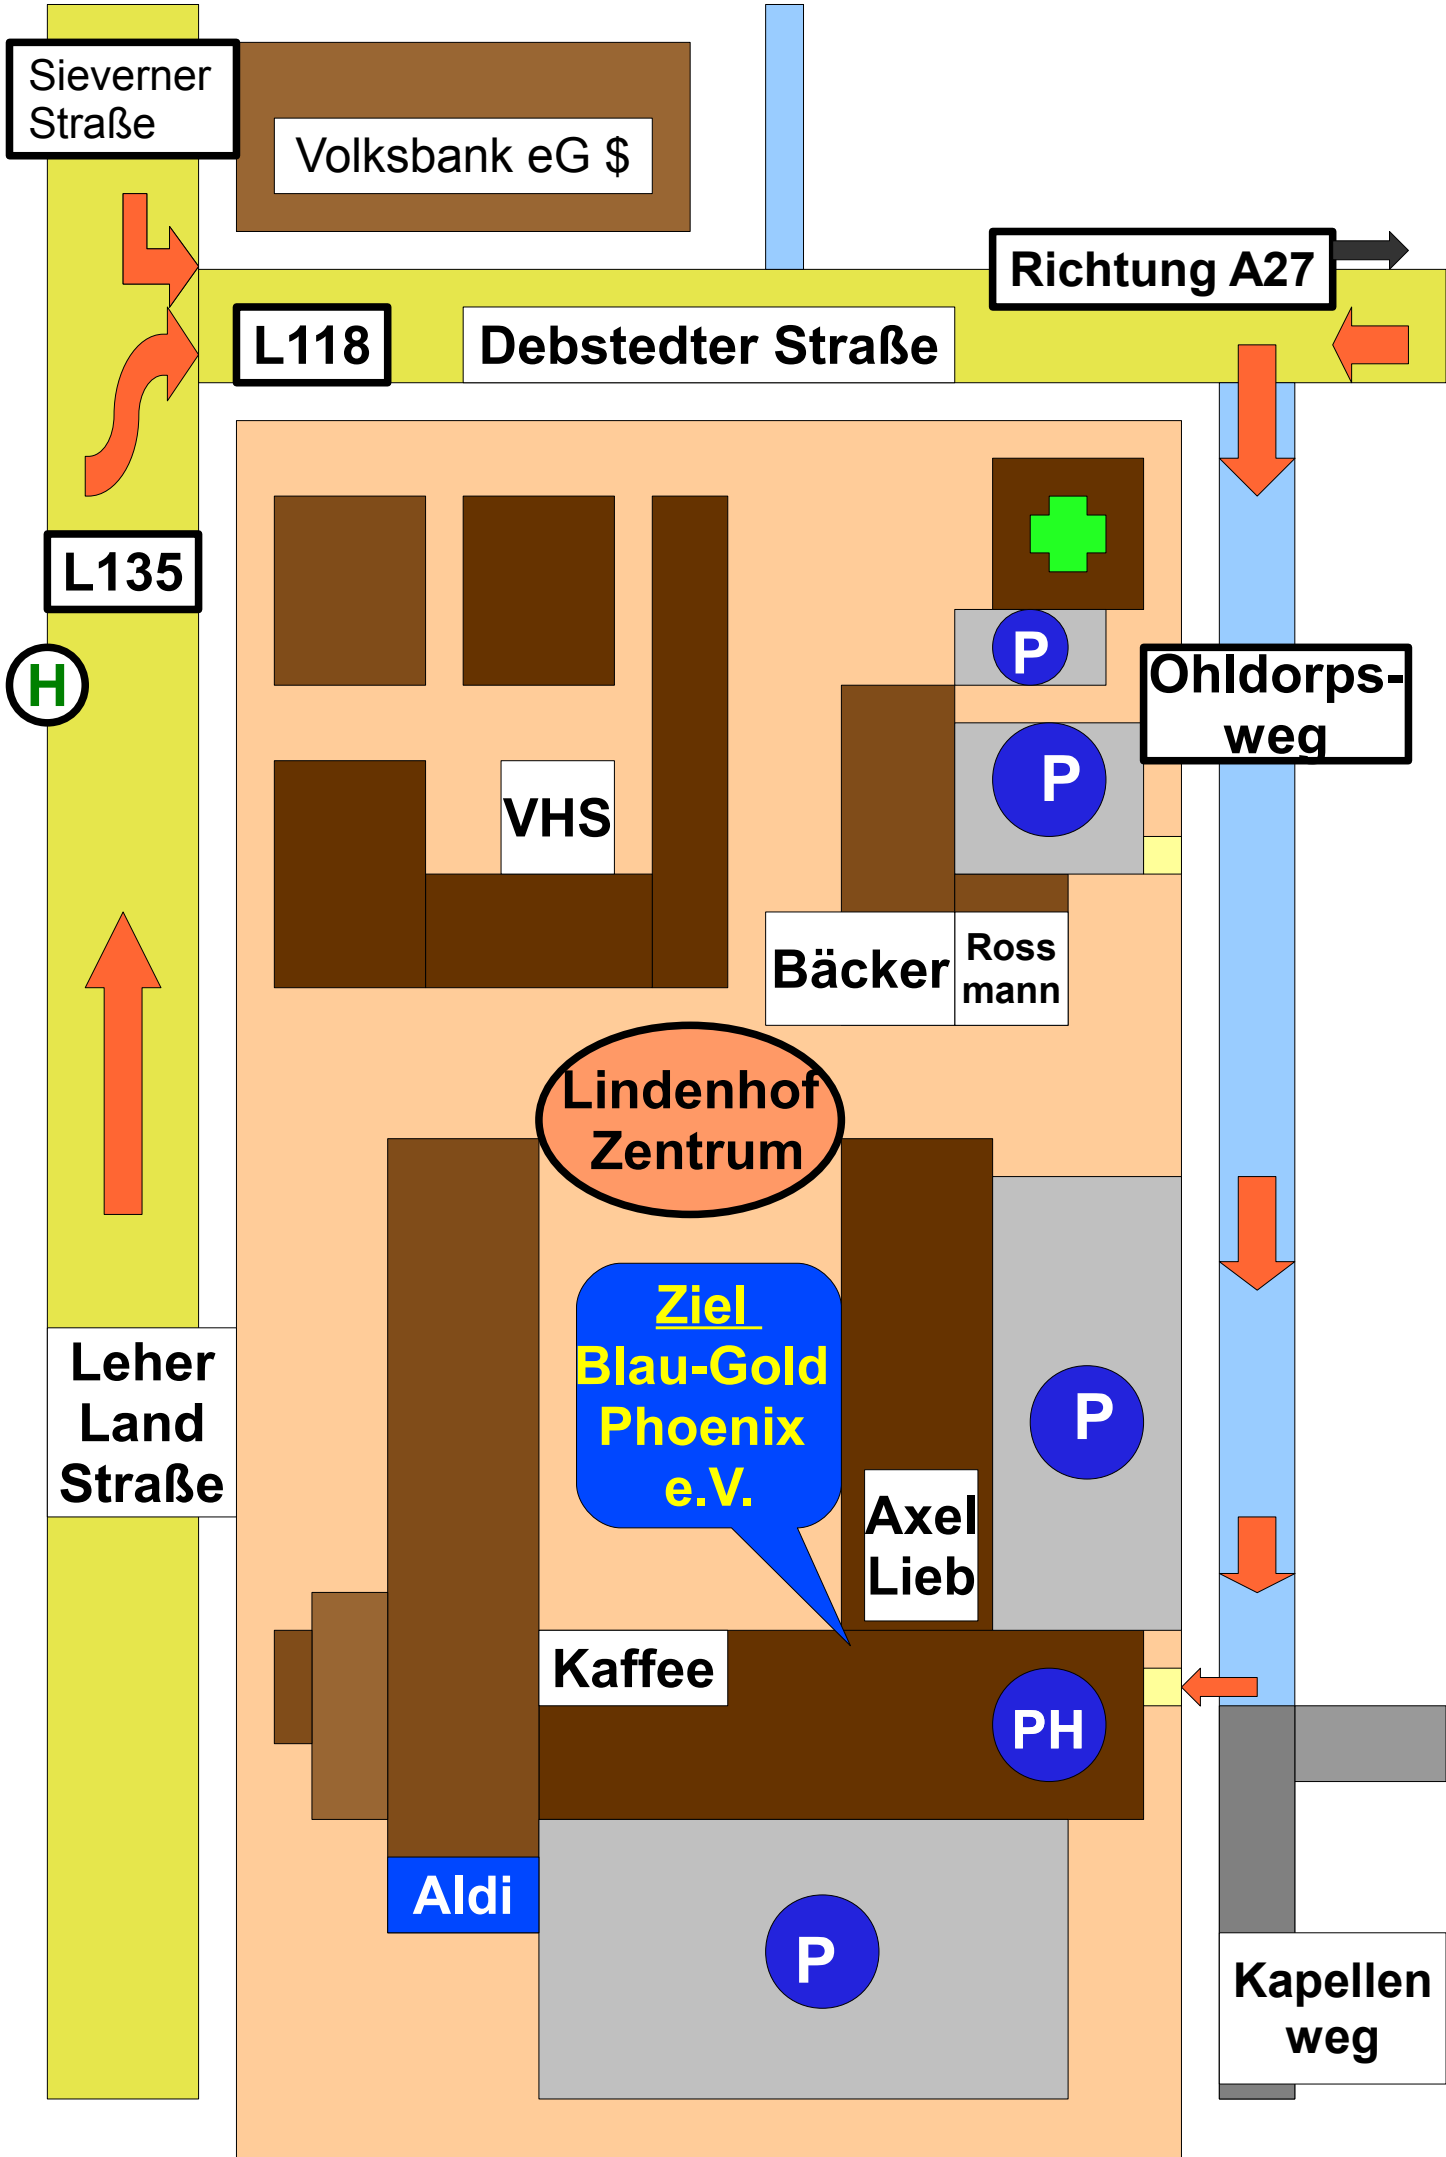 Sieverner
Straße
Volksbank eG $
Richtung A27
L118
Debstedter Straße
L135
H
P
Ohldorps-
weg
P
VHS
Bäcker
Ross
mann
Lindenhof
Zentrum
Ziel
Blau-Gold
Phoenix
e.V.
Leher
Land
Straße
P
Axel
Lieb
Kaffee
PH
Aldi
P
Kapellen
weg